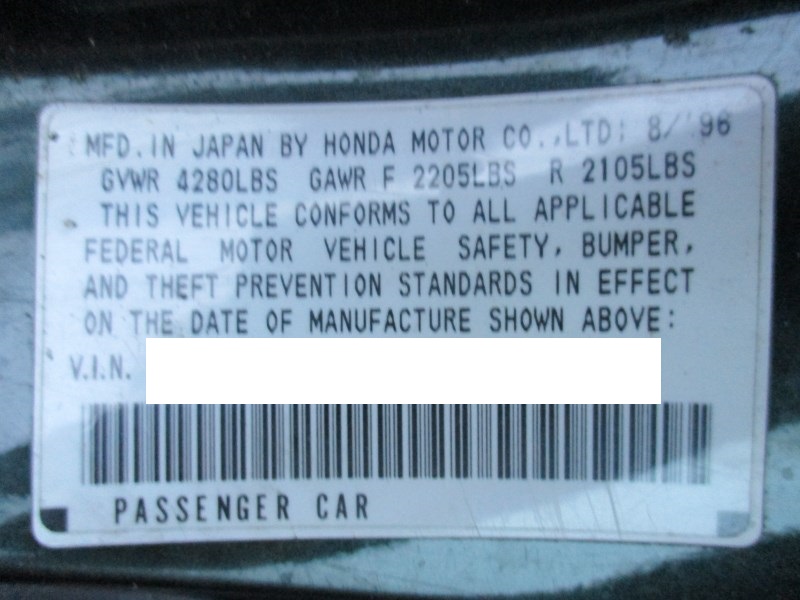 MFD. IN JAPAN BY HONDA MOTOR CO.,LTD: 8/'96
GVWR 4280LBS GAWR F 2205LBS R 2105LBS
THIS VEHICLE CONFORMS TO ALL APPLICABLE
FEDERAL MOTOR VEHICLE SAFETY, BUMPER,
AND THEFT PREVENTION STANDARDS IN EFFECT
ON THE DATE OF MANUFACTURE SHOWN ABOVE:
V.I.N.
PASSENGER CAR